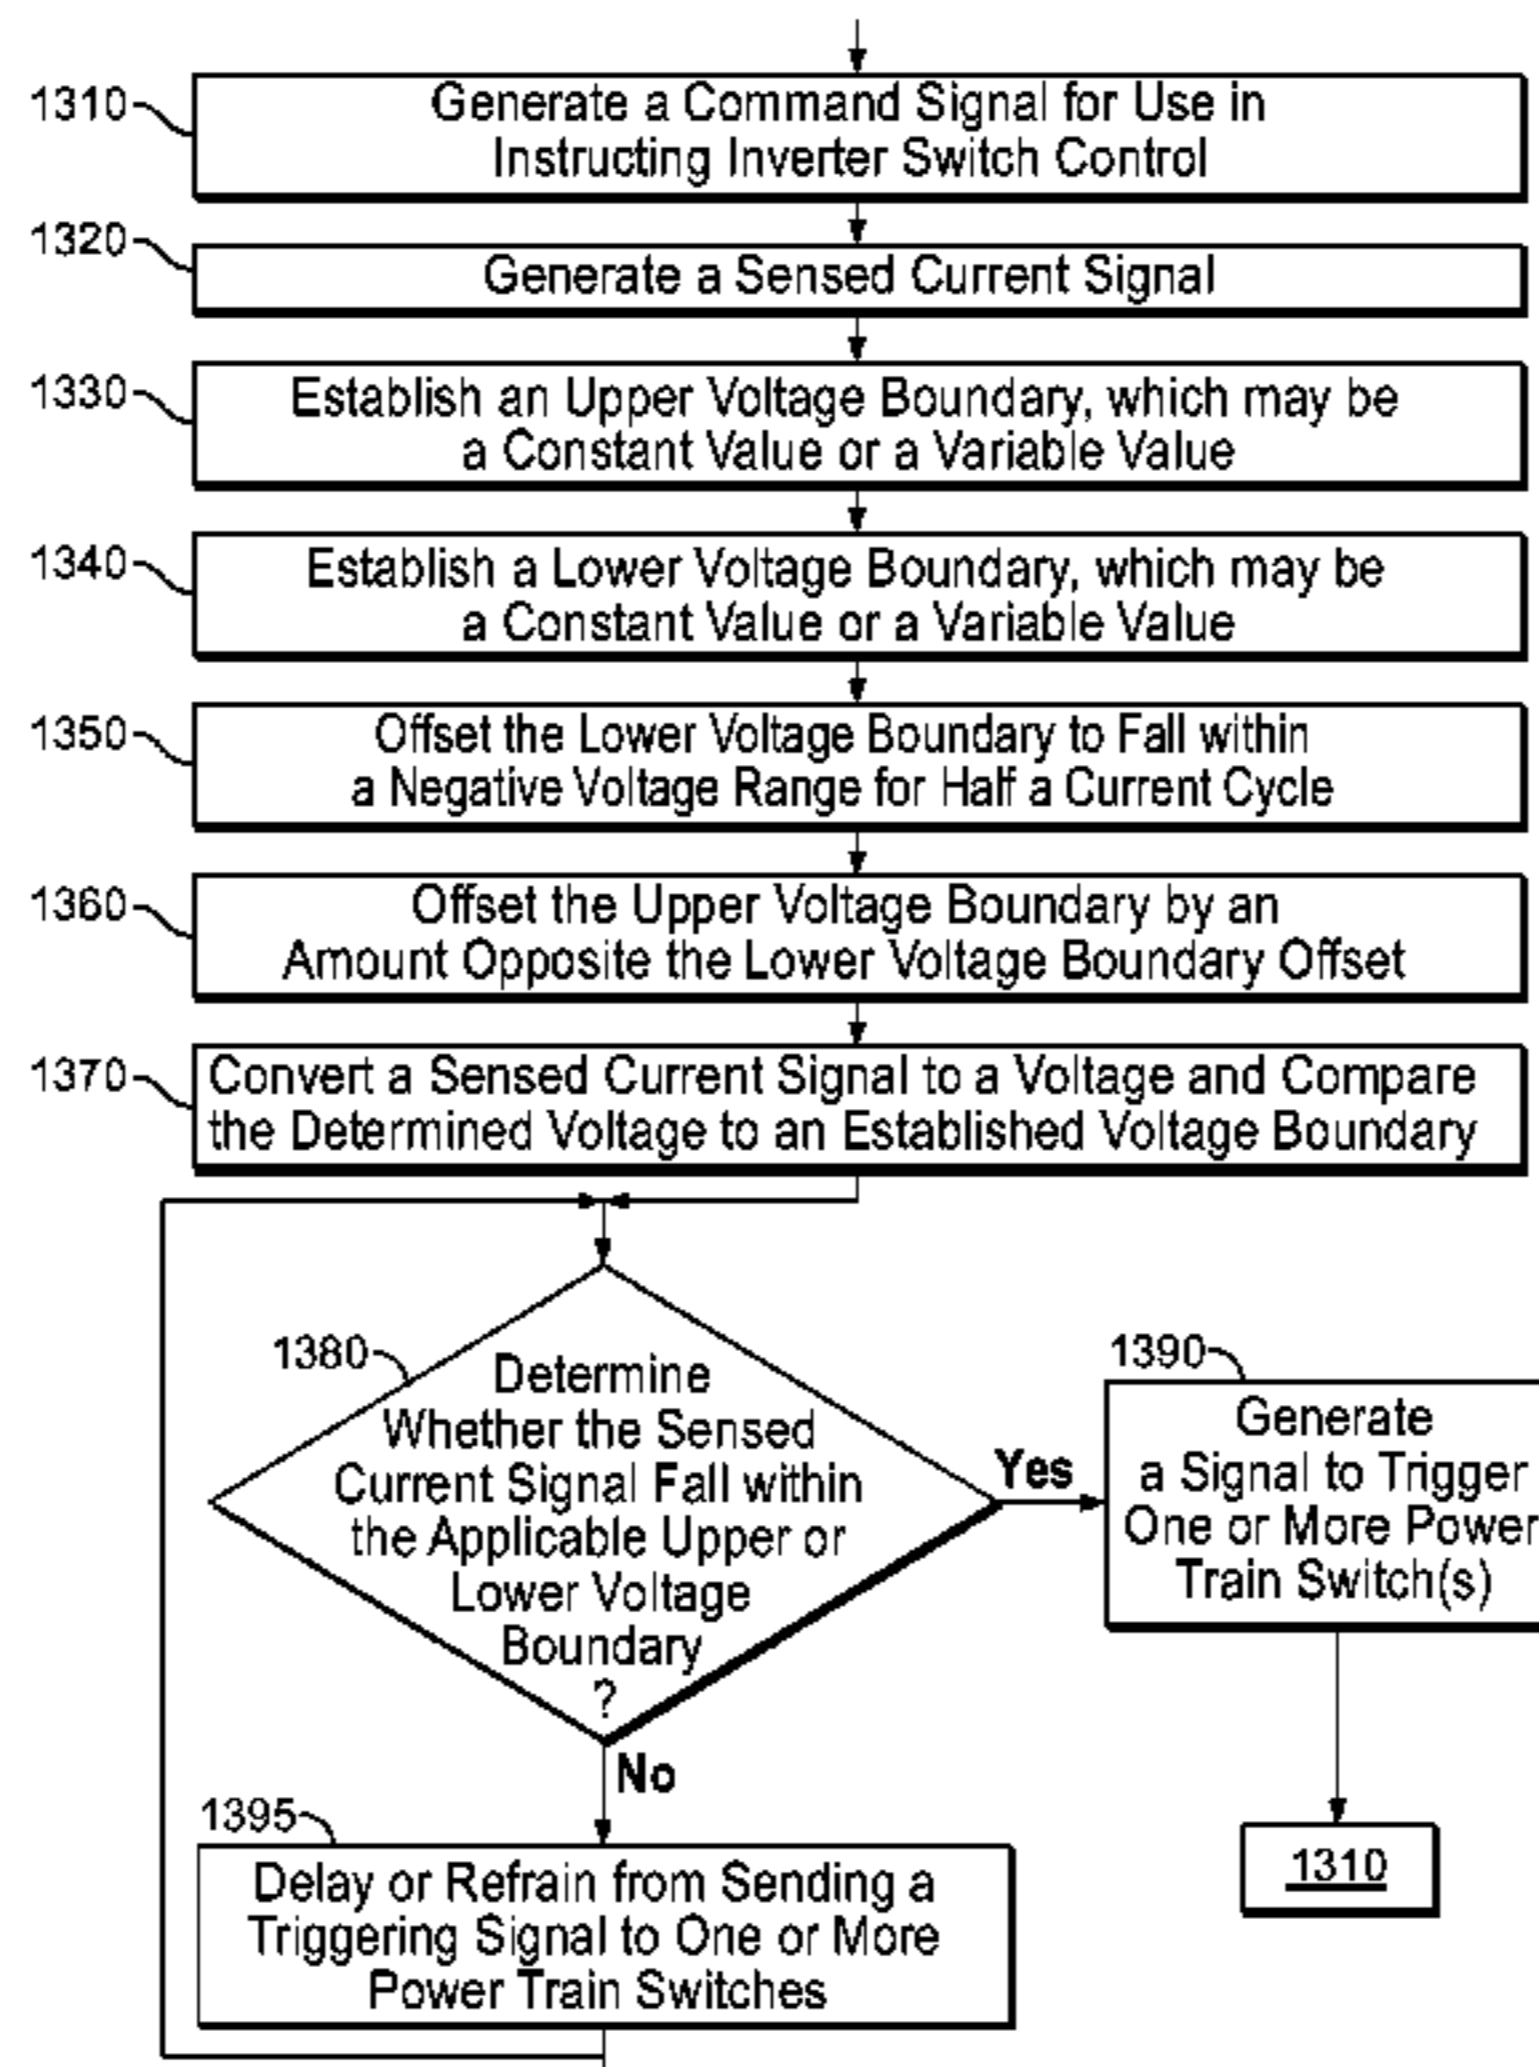 1310
Generate a Command Signal for Use in
Instructing Inverter Switch Control
1320
Generate a Sensed Current Signal
1330
Establish an Upper Voltage Boundary, which may be
a Constant Value or a Variable Value
1340
Establish a Lower Voltage Boundary, which may be
a Constant Value or a Variable Value
1350
Offset the Lower Voltage Boundary to Fall within
a Negative Voltage Range for Half a Current Cycle
1360
Offset the Upper Voltage Boundary by an
Amount Opposite the Lower Voltage Boundary Offset
1370
Convert a Sensed Current Signal to a Voltage and Compare
the Determined Voltage to an Established Voltage Boundary
1380
Determine
Whether the Sensed
Current Signal Fall within
the Applicable Upper or
Lower Voltage
Boundary
?
Yes
1390
Generate
a Signal to Trigger
One or More Power
Train Switch(s)
No
1395
Delay or Refrain from Sending a
Triggering Signal to One or More
Power Train Switches
1310